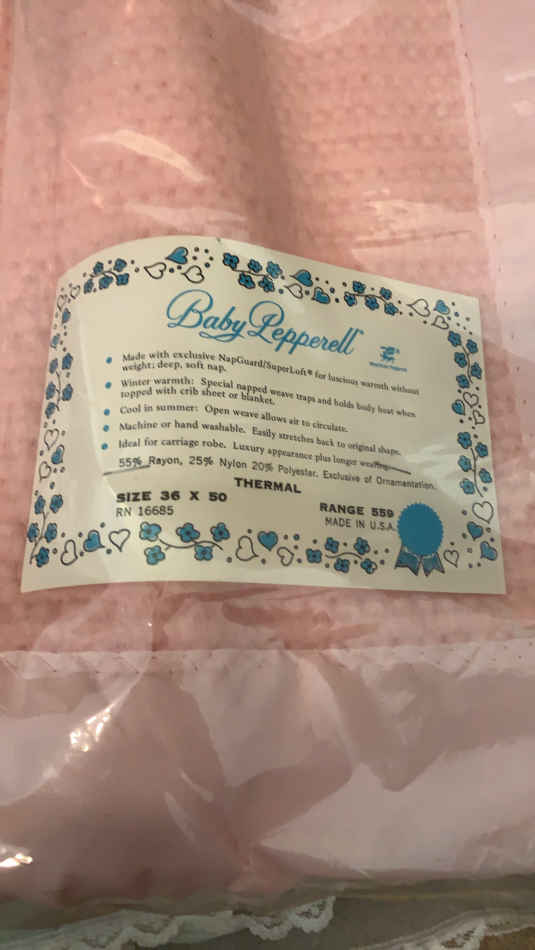 Baby Pepperell
Made with exclusive NapGuard/SuperLoft® for luscious warmth without
weight; deep, soft nap.
Winter warmth: Special napped weave traps and holds body heat when
topped with crib sheet or blanket.
Cool in summer: Open weave allows air to circulate.
Machine or hand washable. Easily stretches back to original shape.
Ideal for carriage robe. Luxury appearance plus longer wearing.
55% Rayon, 25% Nylon 20% Polyester. Exclusive of Ornamentation.
THERMAL
SIZE 36 X 50
RANGE 559
RN 16685
MADE IN U.S.A.